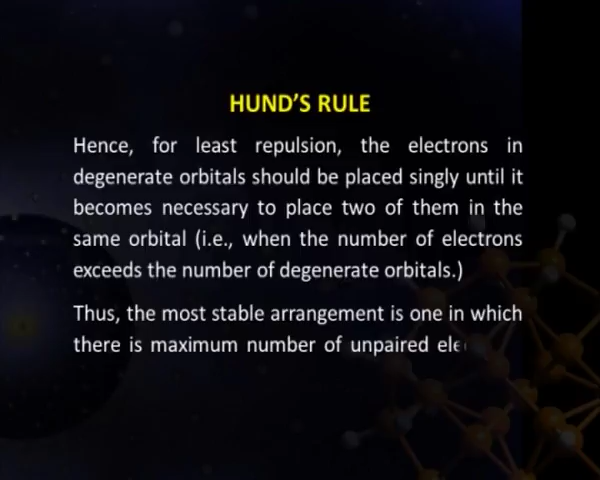 HUND'S RULE
Hence, for least repulsion, the electrons in
degenerate orbitals should be placed singly until it
becomes necessary to place two of them in the
same orbital (i.e., when the number of electrons
exceeds the number of degenerate orbitals.)
Thus, the most stable arrangement is one in which
there is maximum number of unpaired ele